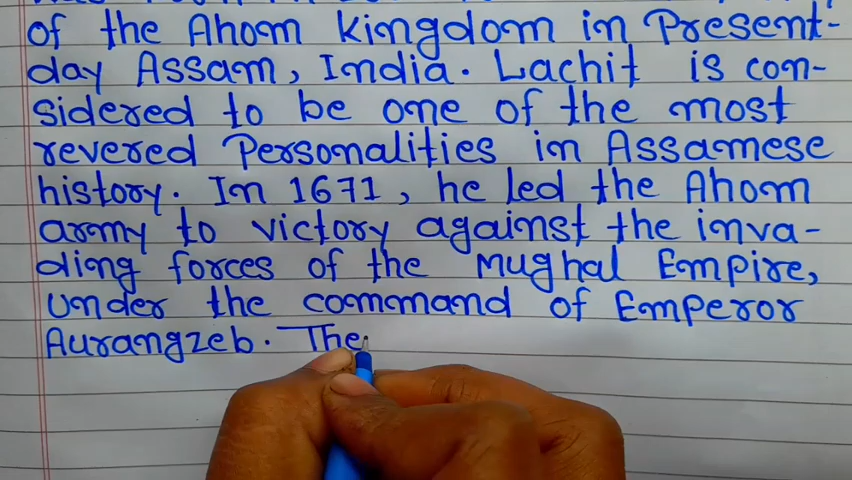 of the Ahom kingdom in Present-
day Assam, India. Lachit is con-
sidered to be one of the most
revered Personalities in Assamese
history. In 1671, he led the Ahom
army to victory against the inva-
ding forces of the Mughal Empire,
under the command of Emperor
Aurangzeb. The